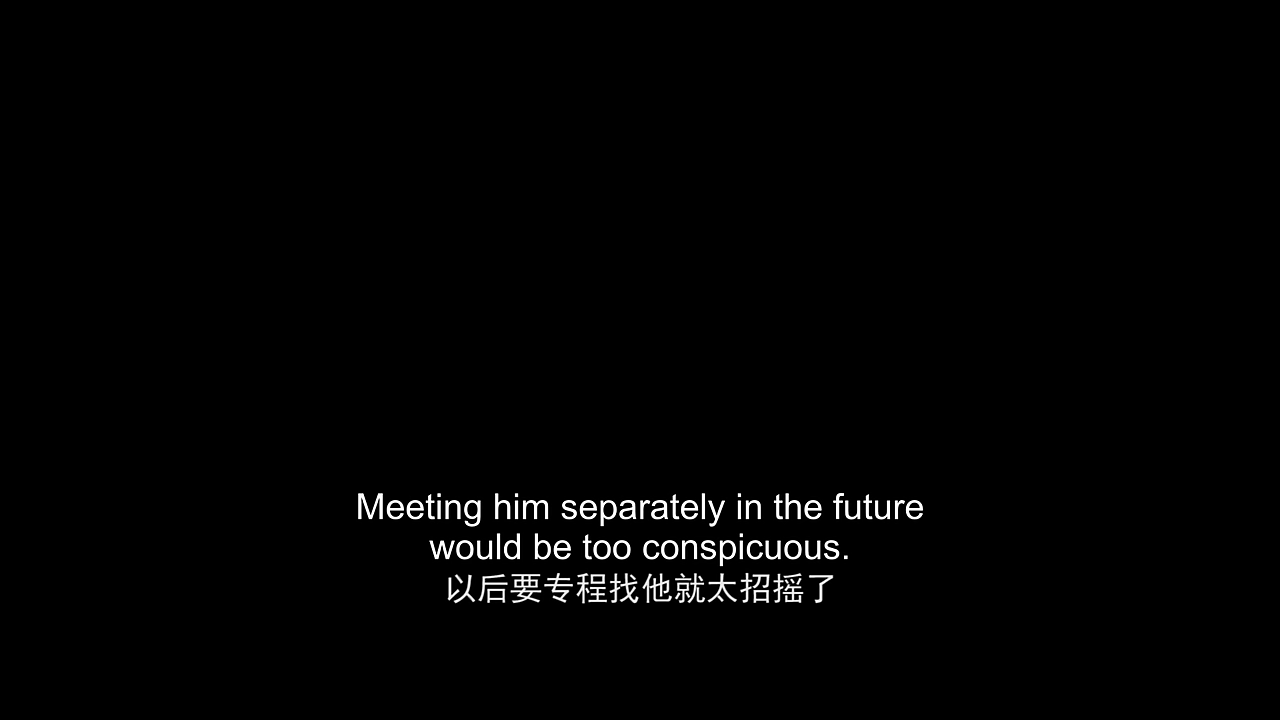 Meeting him separately in the future
would be too conspicuous.
以后要专程找他就太招摇了